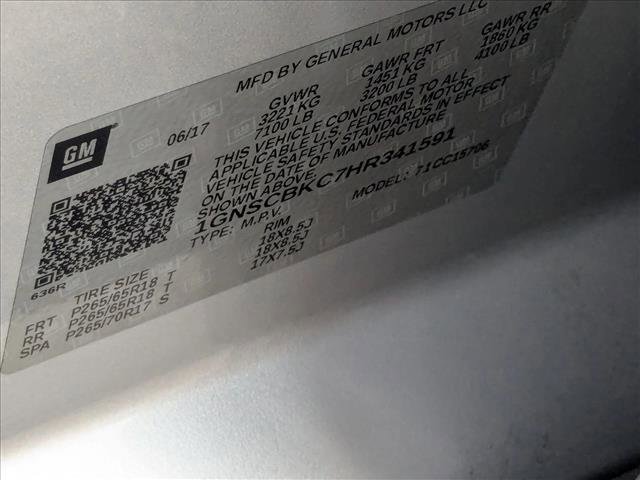 MFD BY GENERAL MOTORS LLC
GM
06/17
GVWR GAWR FRT GAWR RR
3221 KG 1451 KG 1860 KG
7100 LB 3200 LB 4100 LB
THIS VEHICLE CONFORMS TO ALL
APPLICABLE U.S. FEDERAL MOTOR
VEHICLE SAFETY STANDARDS IN EFFECT
ON THE DATE OF MANUFACTURE
SHOWN ABOVE.
1GNSCBKC7HR341591
TYPE: M.P.V. MODEL: T1CC15706
636R
TIRE SIZE RIM
FRT P265/65R18 T 18X8.5J
RR P265/65R18 T 18X8.5J
SPA P265/70R17 S 17X7.5J